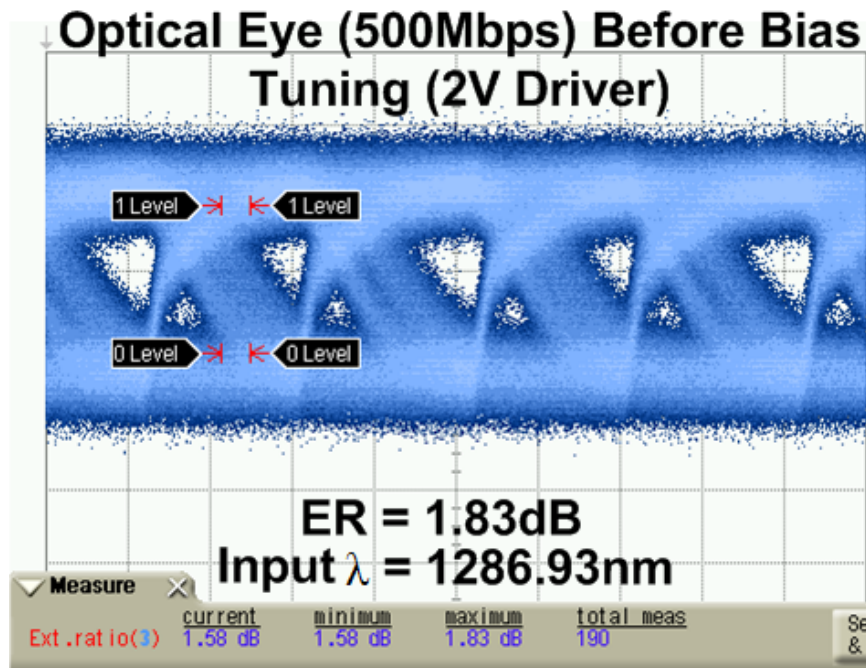 Optical Eye (500Mbps) Before Bias
Tuning (2V Driver)
1 Level 1 Level
0 Level 0 Level
ER = 1.83dB
Input λ = 1286.93nm
Measure
current minimum maximum total meas
Ext.ratio(3) 1.58 dB 1.58 dB 1.83 dB 190
&